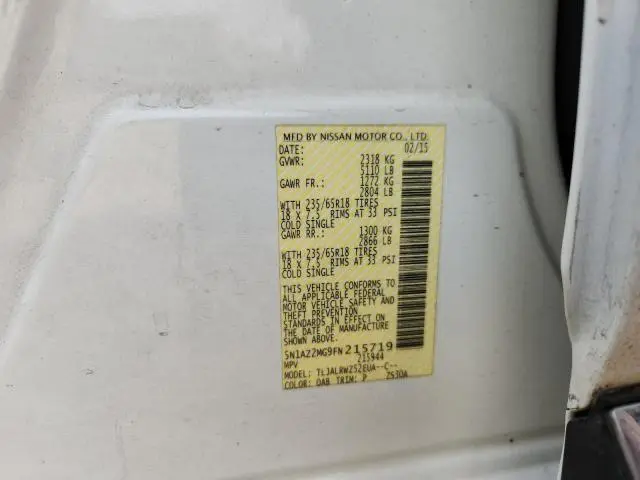 MFD BY NISSAN MOTOR CO., LTD.
DATE: 02/15
GVWR: 2318 KG
5110 LB
GAWR FR.: 1272 KG
2804 LB
WITH 235/65R18 TIRES
18 X 7.5 RIMS AT 33 PSI
COLD SINGLE
GAWR RR.: 1300 KG
2866 LB
WITH 235/65R18 TIRES
18 X 7.5 RIMS AT 33 PSI
COLD SINGLE
THIS VEHICLE CONFORMS TO
ALL APPLICABLE FEDERAL
MOTOR VEHICLE SAFETY AND
THEFT PREVENTION
STANDARDS IN EFFECT ON
THE DATE OF MANUFACTURE
SHOWN ABOVE
5N1AZ2MG9FN215719
MPV 215944
MODEL: TLJALRWZ52EUA--C--
COLOR: QAB TRIM: P ZS30A